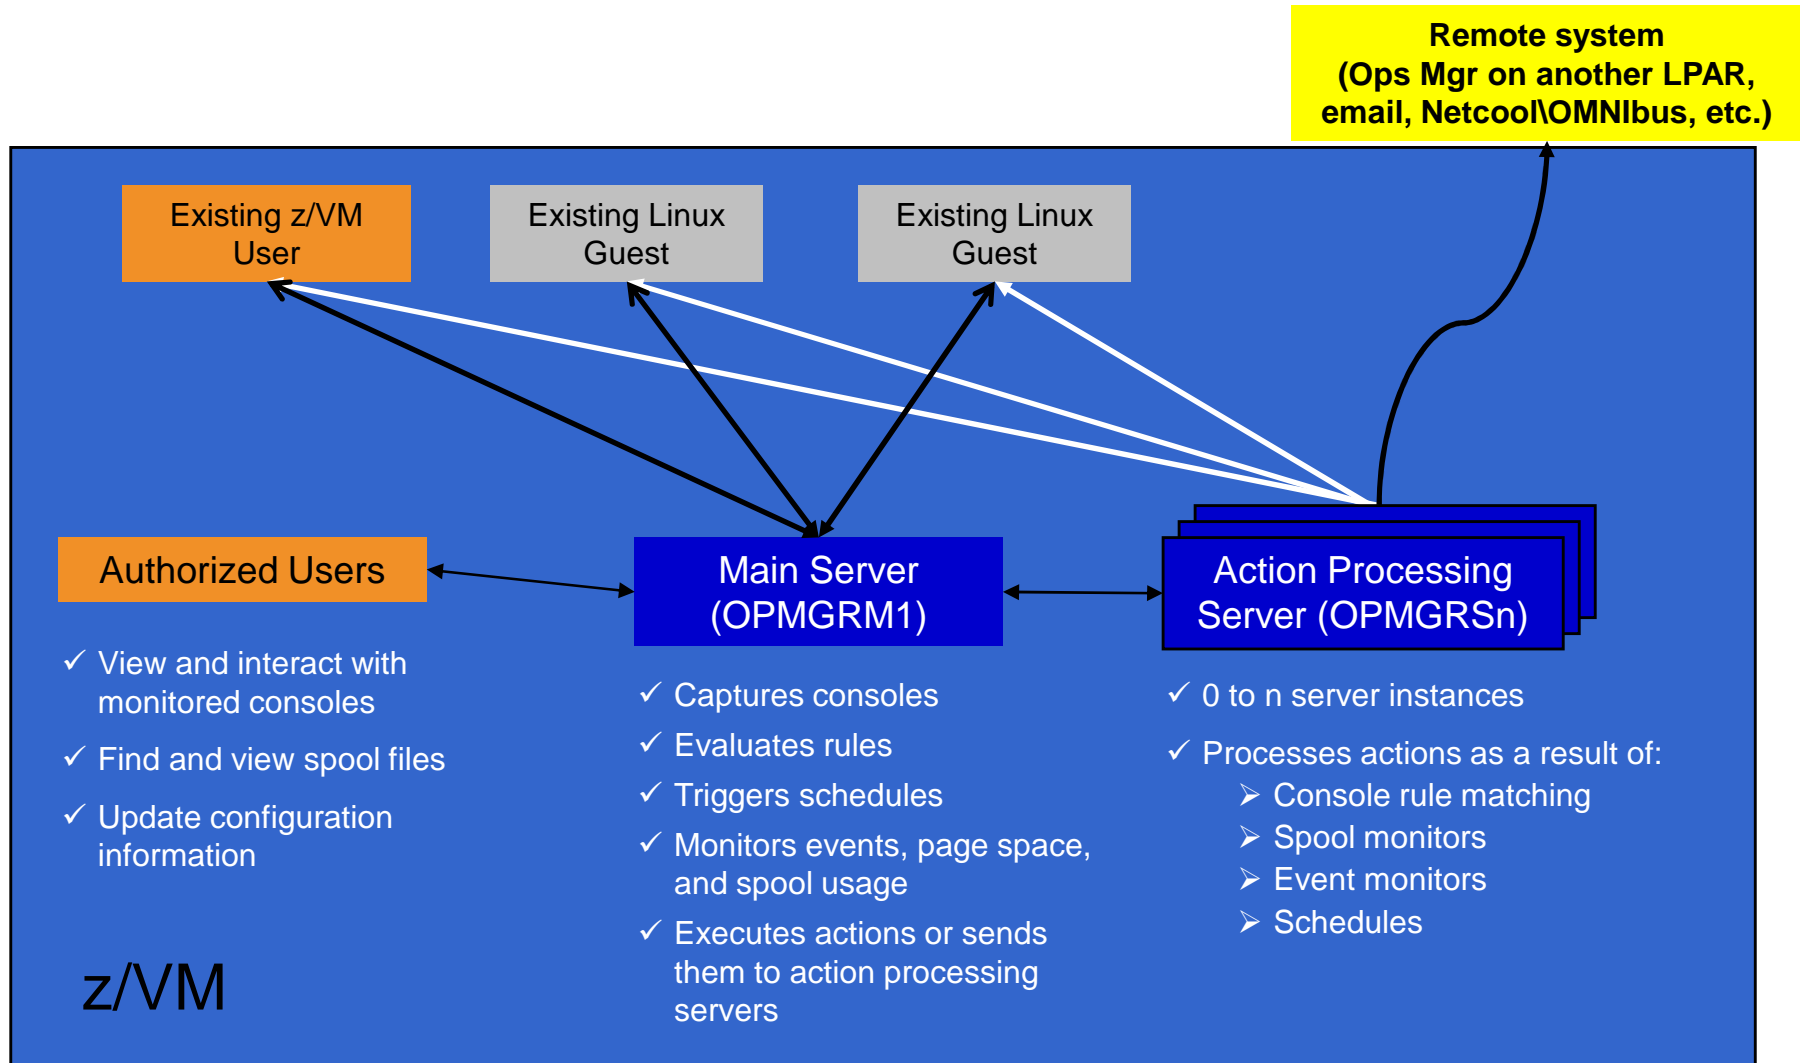 Remote system
(Ops Mgr on another LPAR,
email, Netcool\OMNIbus, etc.)
Existing z/VM
User
Existing Linux
Guest
Existing Linux
Guest
Authorized Users
Main Server
(OPMGRM1)
Action Processing
Server (OPMGRSn)
✓ View and interact with
monitored consoles
✓ Find and view spool files
✓ Update configuration
information
✓ Captures consoles
✓ Evaluates rules
✓ Triggers schedules
✓ Monitors events, page space,
and spool usage
✓ Executes actions or sends
them to action processing
servers
✓ 0 to n server instances
✓ Processes actions as a result of:
➢ Console rule matching
➢ Spool monitors
➢ Event monitors
➢ Schedules
z/VM